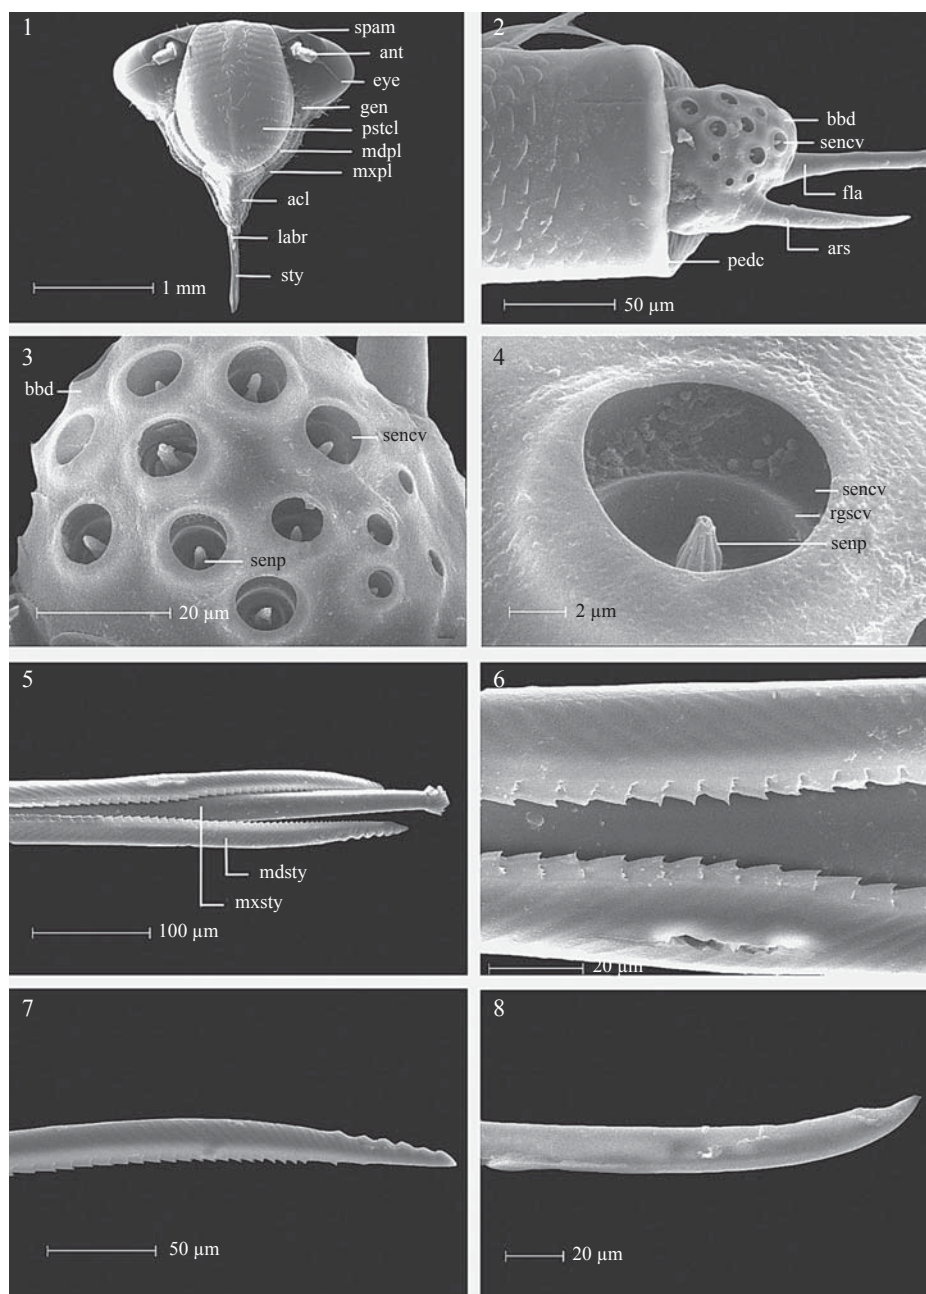 1
spam
ant
eye
gen
pstcl
mdpl
mxpl
acl
labr
sty
1 mm
2
bbd
sencv
fla
ars
pedc
50 µm
3
bbd
sencv
senp
20 µm
4
sencv
rgscv
senp
2 µm
5
mdsty
mxsty
100 µm
6
20 µm
7
50 µm
8
20 µm